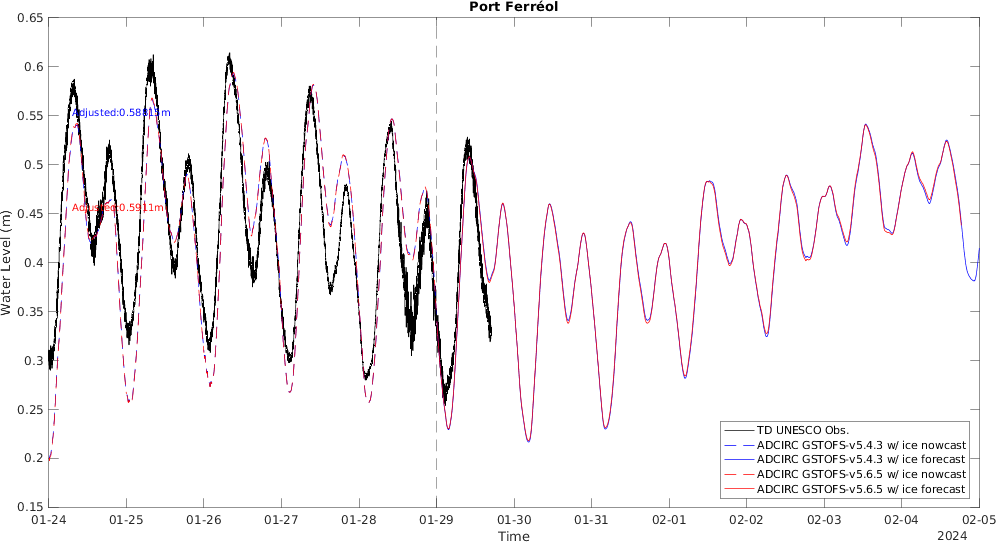 Port Ferréol
0.65
0.6
0.55
0.5
0.45
0.4
0.35
0.3
0.25
0.2
0.15
Water Level (m)
Adjusted:0.58815m
Adjusted:0.5911m
TD UNESCO Obs.
ADCIRC GSTOFS-v5.4.3 w/ ice nowcast
ADCIRC GSTOFS-v5.4.3 w/ ice forecast
ADCIRC GSTOFS-v5.6.5 w/ ice nowcast
ADCIRC GSTOFS-v5.6.5 w/ ice forecast
01-24 01-25 01-26 01-27 01-28 01-29 01-30 01-31 02-01 02-02 02-03 02-04 02-05
Time
2024